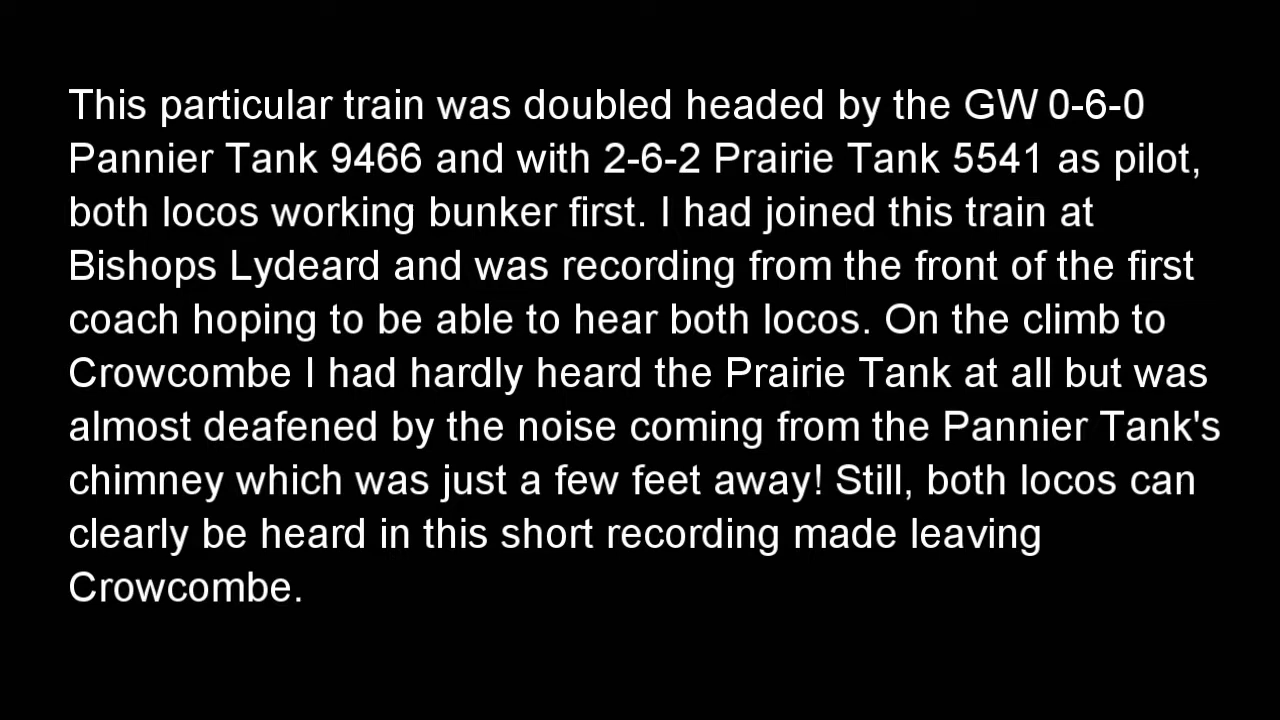 This particular train was doubled headed by the GW 0-6-0
Pannier Tank 9466 and with 2-6-2 Prairie Tank 5541 as pilot,
both locos working bunker first. I had joined this train at
Bishops Lydeard and was recording from the front of the first
coach hoping to be able to hear both locos. On the climb to
Crowcombe I had hardly heard the Prairie Tank at all but was
almost deafened by the noise coming from the Pannier Tank's
chimney which was just a few feet away! Still, both locos can
clearly be heard in this short recording made leaving
Crowcombe.